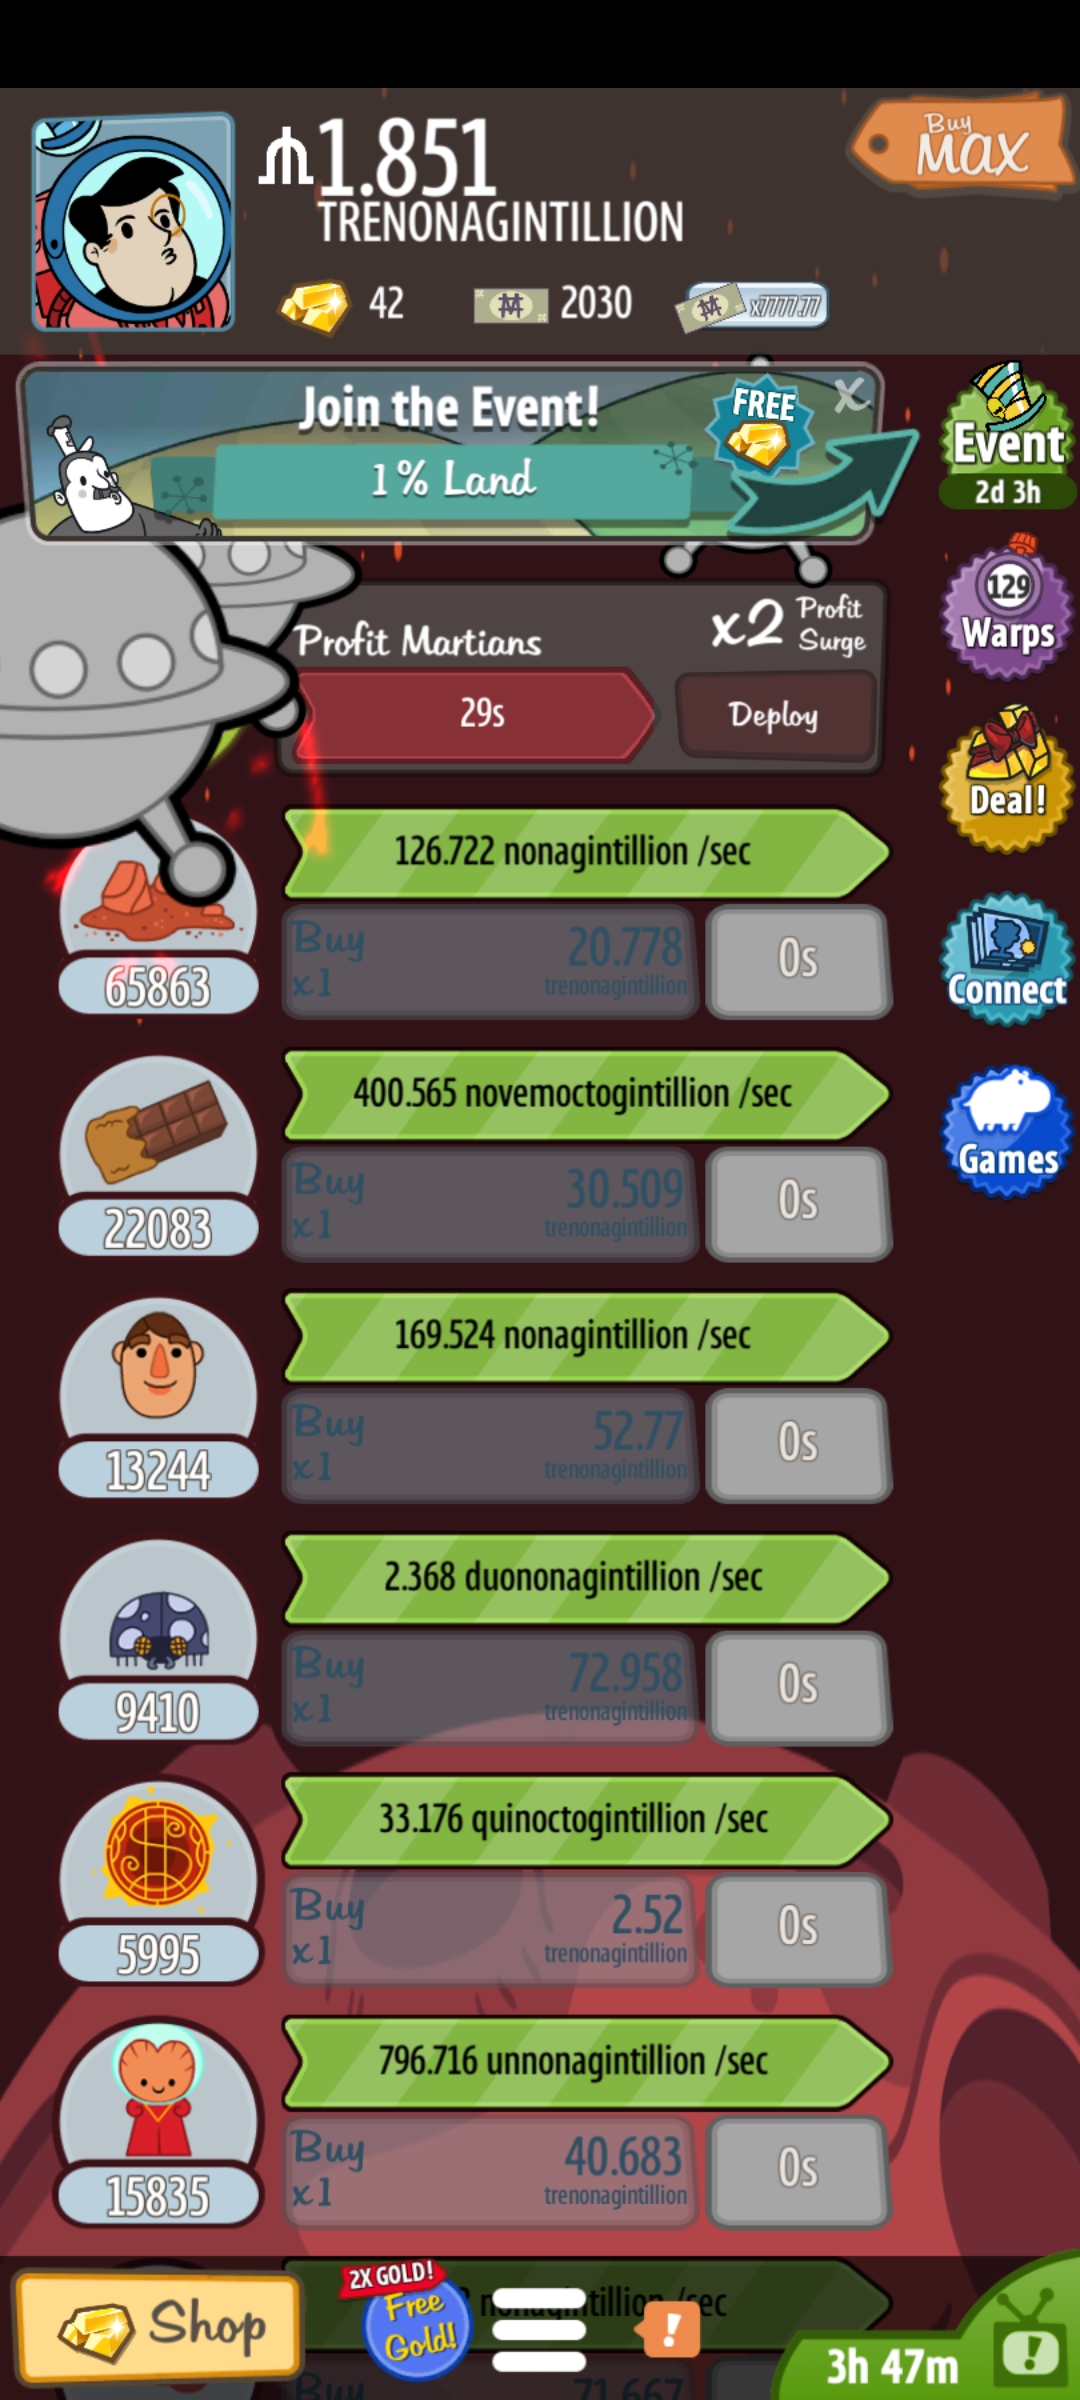 1.851
TRENONAGINTILLION
Buy
MAX
42
2030
x7777.77
Join the Event!
1% Land
FREE
X
Event
2d 3h
Profit Martians
x2 Profit Surge
29s
Deploy
129
Warps
Deal!
Connect
Games
126.722 nonagintillion /sec
65863
Buy
x1
20.778
trenonagintillion
0s
400.565 novemoctogintillion /sec
22083
Buy
x1
30.509
trenonagintillion
0s
169.524 nonagintillion /sec
13244
Buy
x1
52.77
trenonagintillion
0s
2.368 duononagintillion /sec
9410
Buy
x1
72.958
trenonagintillion
0s
33.176 quinoctogintillion /sec
5995
Buy
x1
2.52
trenonagintillion
0s
796.716 unnonagintillion /sec
15835
Buy
x1
40.683
trenonagintillion
0s
Shop
2X GOLD!
Free
Gold!
!
3h 47m
!
Buy
71.667